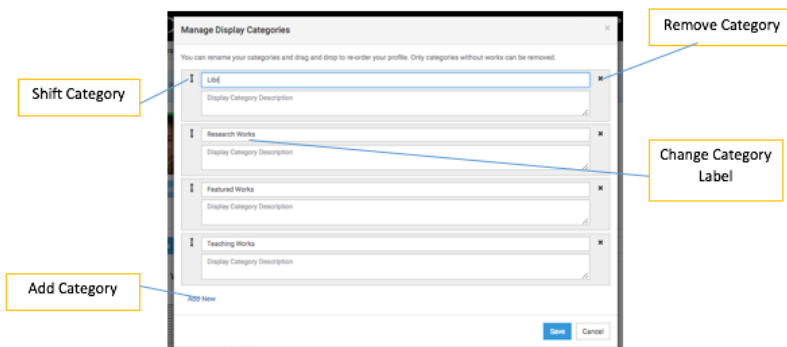 Manage Display Categories
×
Remove Category
You can rename your categories and drag and drop to re-order your profile. Only categories without works can be removed.
Shift Category
Libr
Display Category Description
Research Works
Display Category Description
Change Category
Label
Featured Works
Display Category Description
Teaching Works
Display Category Description
Add Category
Add New
Save Cancel